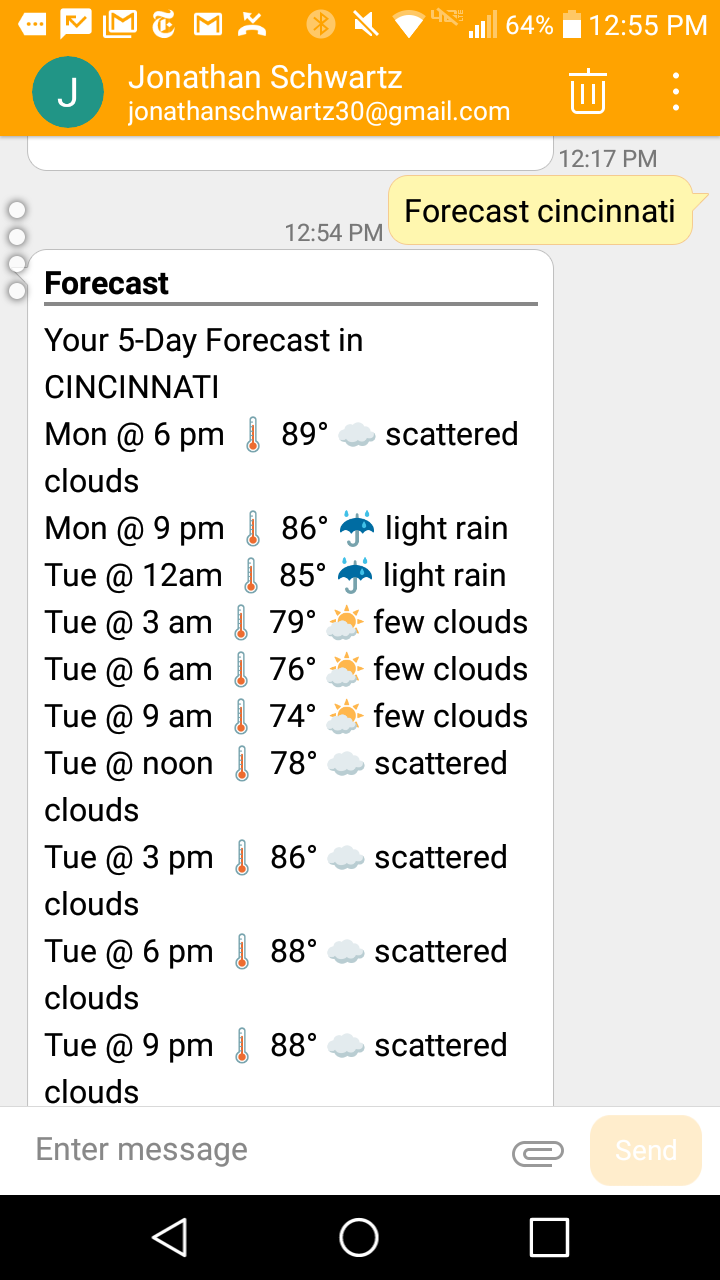 64% 12:55 PM
J
Jonathan Schwartz
jonathanschwartz30@gmail.com
12:17 PM
Forecast cincinnati
12:54 PM
Forecast
Your 5-Day Forecast in
CINCINNATI
Mon @ 6 pm 🌡 89° ☁ scattered
clouds
Mon @ 9 pm 🌡 86° ☔ light rain
Tue @ 12am 🌡 85° ☔ light rain
Tue @ 3 am 🌡 79° 🌤 few clouds
Tue @ 6 am 🌡 76° 🌤 few clouds
Tue @ 9 am 🌡 74° 🌤 few clouds
Tue @ noon 🌡 78° ☁ scattered
clouds
Tue @ 3 pm 🌡 86° ☁ scattered
clouds
Tue @ 6 pm 🌡 88° ☁ scattered
clouds
Tue @ 9 pm 🌡 88° ☁ scattered
clouds
Enter message
Send